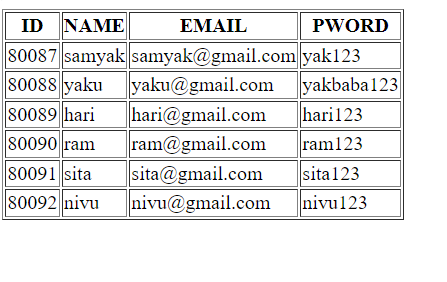 ID NAME EMAIL PWORD
80087 samyak samyak@gmail.com yak123
80088 yaku yaku@gmail.com yakbaba123
80089 hari hari@gmail.com hari123
80090 ram ram@gmail.com ram123
80091 sita sita@gmail.com sita123
80092 nivu nivu@gmail.com nivu123